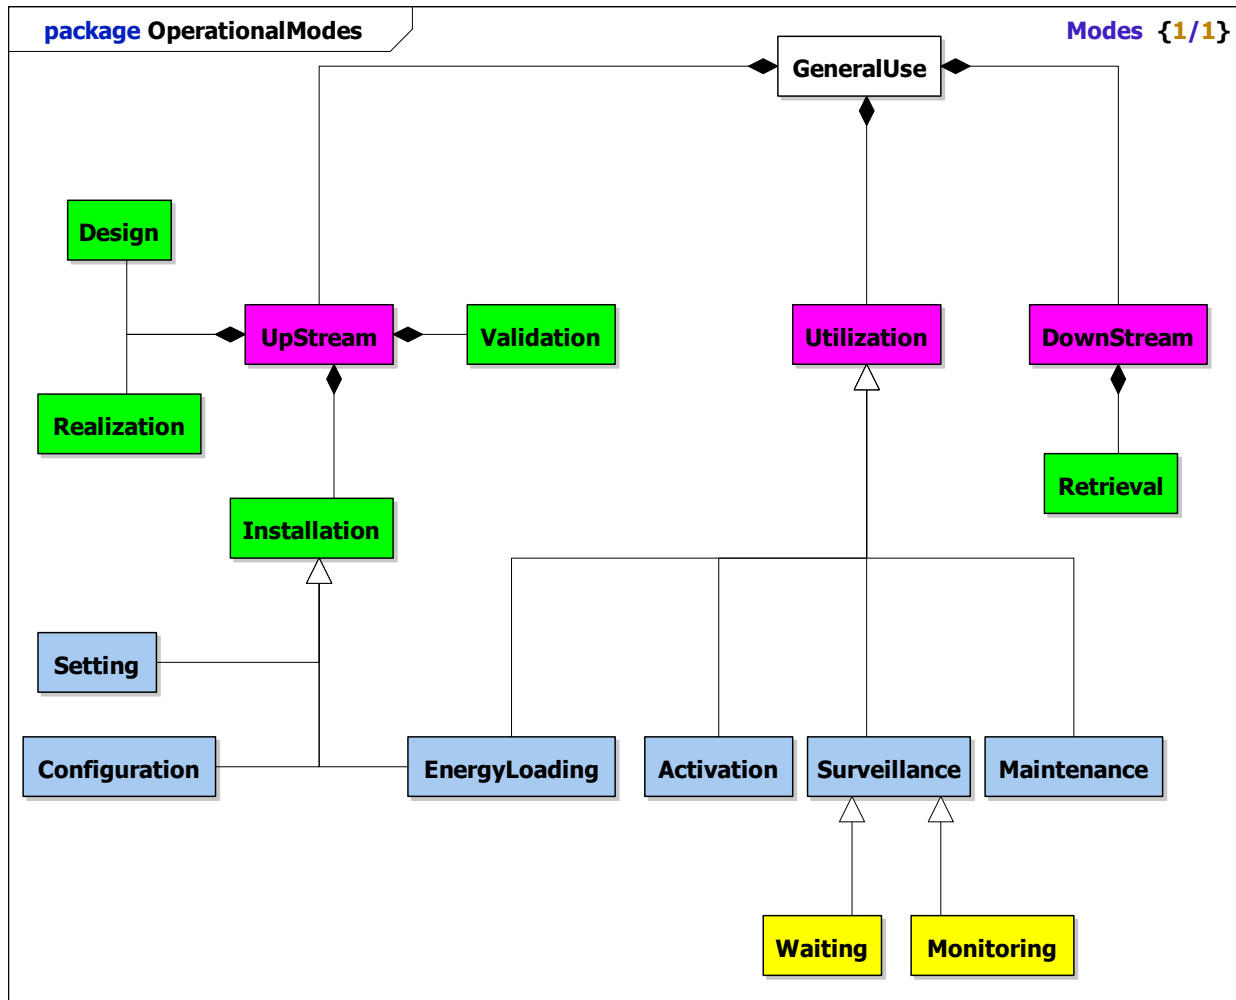 package OperationalModes
Modes {1/1}
GeneralUse
Design
UpStream
Validation
Utilization
DownStream
Realization
Retrieval
Installation
Setting
Configuration
EnergyLoading
Activation
Surveillance
Maintenance
Waiting
Monitoring